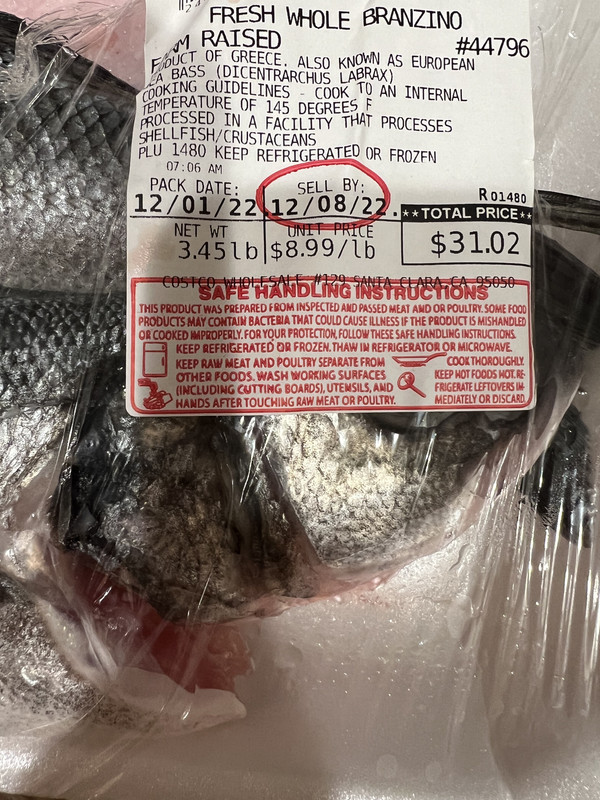 FRESH WHOLE BRANZINO
RAISED #44796
OF GREECE. ALSO KNOWN AS EUROPEAN
BASS (DICENTRARCHUS LABRAX)
COOKING GUIDELINES - COOK TO AN INTERNAL
TEMPERATURE OF 145 DEGREES F
PROCESSED IN A FACILITY THAT PROCESSES
SHELLFISH/CRUSTACEANS
PLU 1480 KEEP REFRIGERATED OR FROZEN
07:06 AM
PACK DATE: SELL BY: R01480
12/01/22 12/08/22. **TOTAL PRICE**
NET WT UNIT PRICE
3.45lb $8.99/lb $31.02
COSTCO WHOLESALE #129 SANTA CLARA CA 95050
SAFE HANDLING INSTRUCTIONS
THIS PRODUCT WAS PREPARED FROM INSPECTED AND PASSED MEAT AND OR POULTRY. SOME FOOD
PRODUCTS MAY CONTAIN BACTERIA THAT COULD CAUSE ILLNESS IF THE PRODUCT IS MISHANDLED
OR COOKED IMPROPERLY. FOR YOUR PROTECTION, FOLLOW THESE SAFE HANDLING INSTRUCTIONS.
KEEP REFRIGERATED OR FROZEN. THAW IN REFRIGERATOR OR MICROWAVE.
KEEP RAW MEAT AND POULTRY SEPARATE FROM
OTHER FOODS. WASH WORKING SURFACES
(INCLUDING CUTTING BOARDS), UTENSILS, AND
HANDS AFTER TOUCHING RAW MEAT OR POULTRY.
COOK THOROUGHLY.
KEEP HOT FOODS HOT. RE-
FRIGERATE LEFTOVERS IM-
MEDIATELY OR DISCARD.